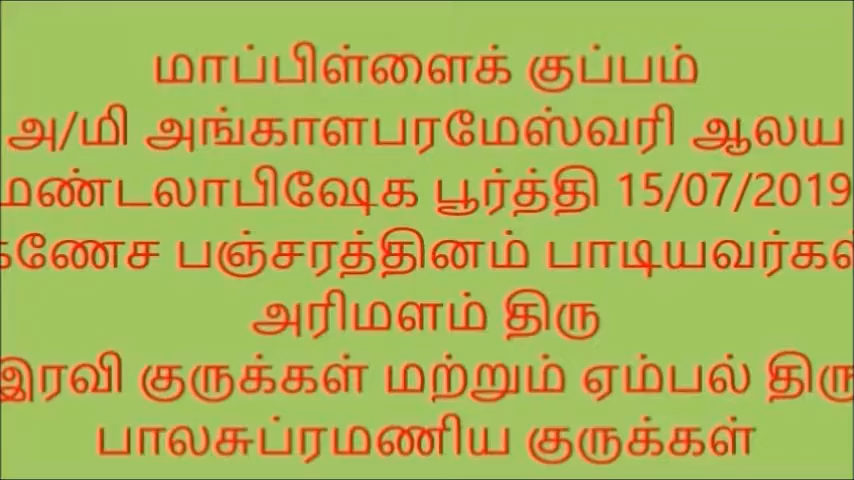 மாப்பிள்ளைக் குப்பம்
அ/மி அங்காளபரமேஸ்வரி ஆலய
மண்டலாபிஷேக பூர்த்தி 15/07/2019
கணேச பஞ்சரத்தினம் பாடியவர்கள்
அரிமளம் திரு
இரவி குருக்கள் மற்றும் ஏம்பல் திரு
பாலசுப்ரமணிய குருக்கள்